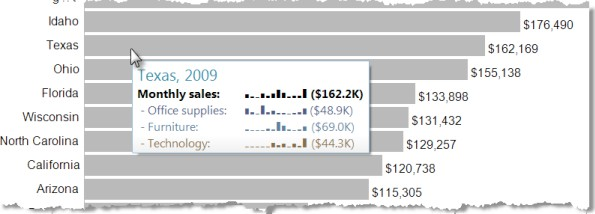 Idaho $176,490
Texas $162,169
Ohio $155,138
Florida $133,898
Wisconsin $131,432
North Carolina $129,257
California $120,738
Arizona $115,305
Texas, 2009
Monthly sales: ($162.2K)
- Office supplies: ($48.9K)
- Furniture: ($69.0K)
- Technology: ($44.3K)